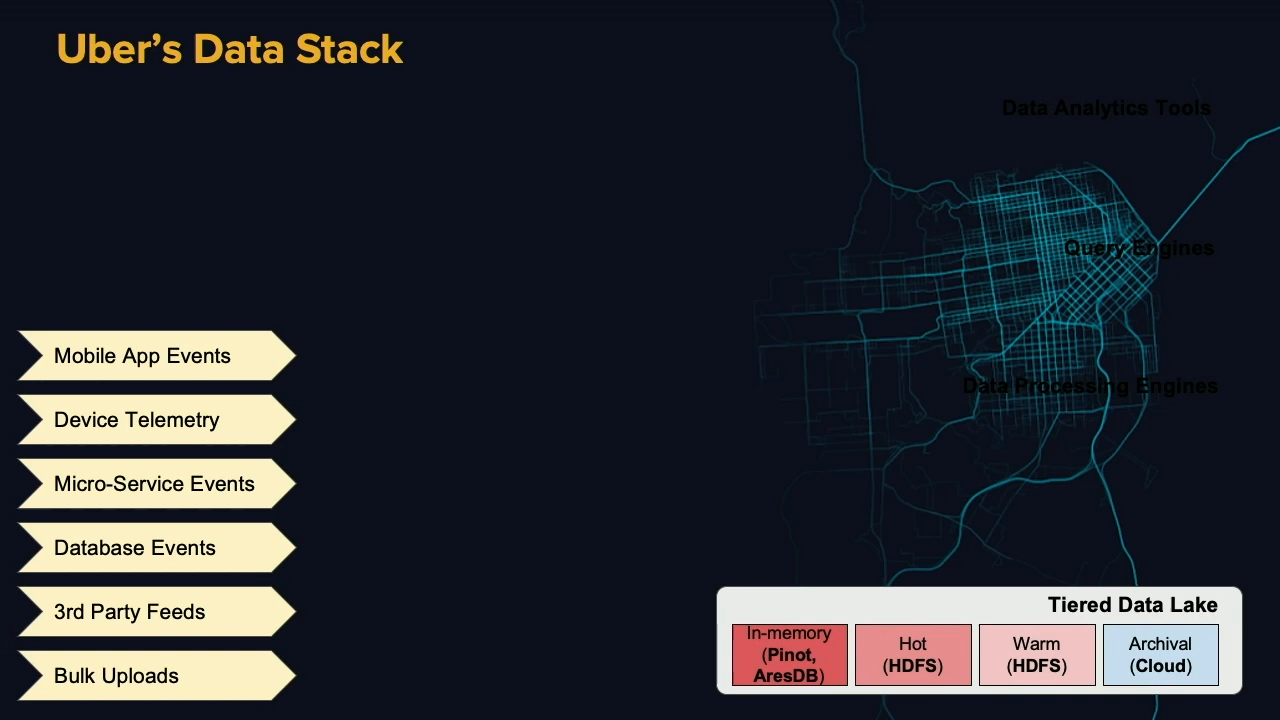 Uber’s Data Stack
Data Analytics Tools
Query Engines
Data Processing Engines
Mobile App Events
Device Telemetry
Micro-Service Events
Database Events
3rd Party Feeds
Bulk Uploads
Tiered Data Lake
In-memory
(Pinot,
AresDB)
Hot
(HDFS)
Warm
(HDFS)
Archival
(Cloud)